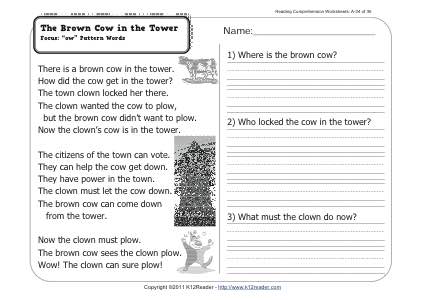 Reading Comprehension Worksheets: A-04 of 36
The Brown Cow in the Tower
Focus: "ow" Pattern Words
Name:
There is a brown cow in the tower.
How did the cow get in the tower?
The town clown locked her there.
The clown wanted the cow to plow,
but the brown cow didn't want to plow.
Now the clown's cow is in the tower.
The citizens of the town can vote.
They can help the cow get down.
They have power in the town.
The clown must let the cow down.
The brown cow can come down
from the tower.
Now the clown must plow.
The brown cow sees the clown plow.
Wow! The clown can sure plow!
1) Where is the brown cow?
2) Who locked the cow in the tower?
3) What must the clown do now?
Copyright ©2011 K12Reader - http://www.k12reader.com